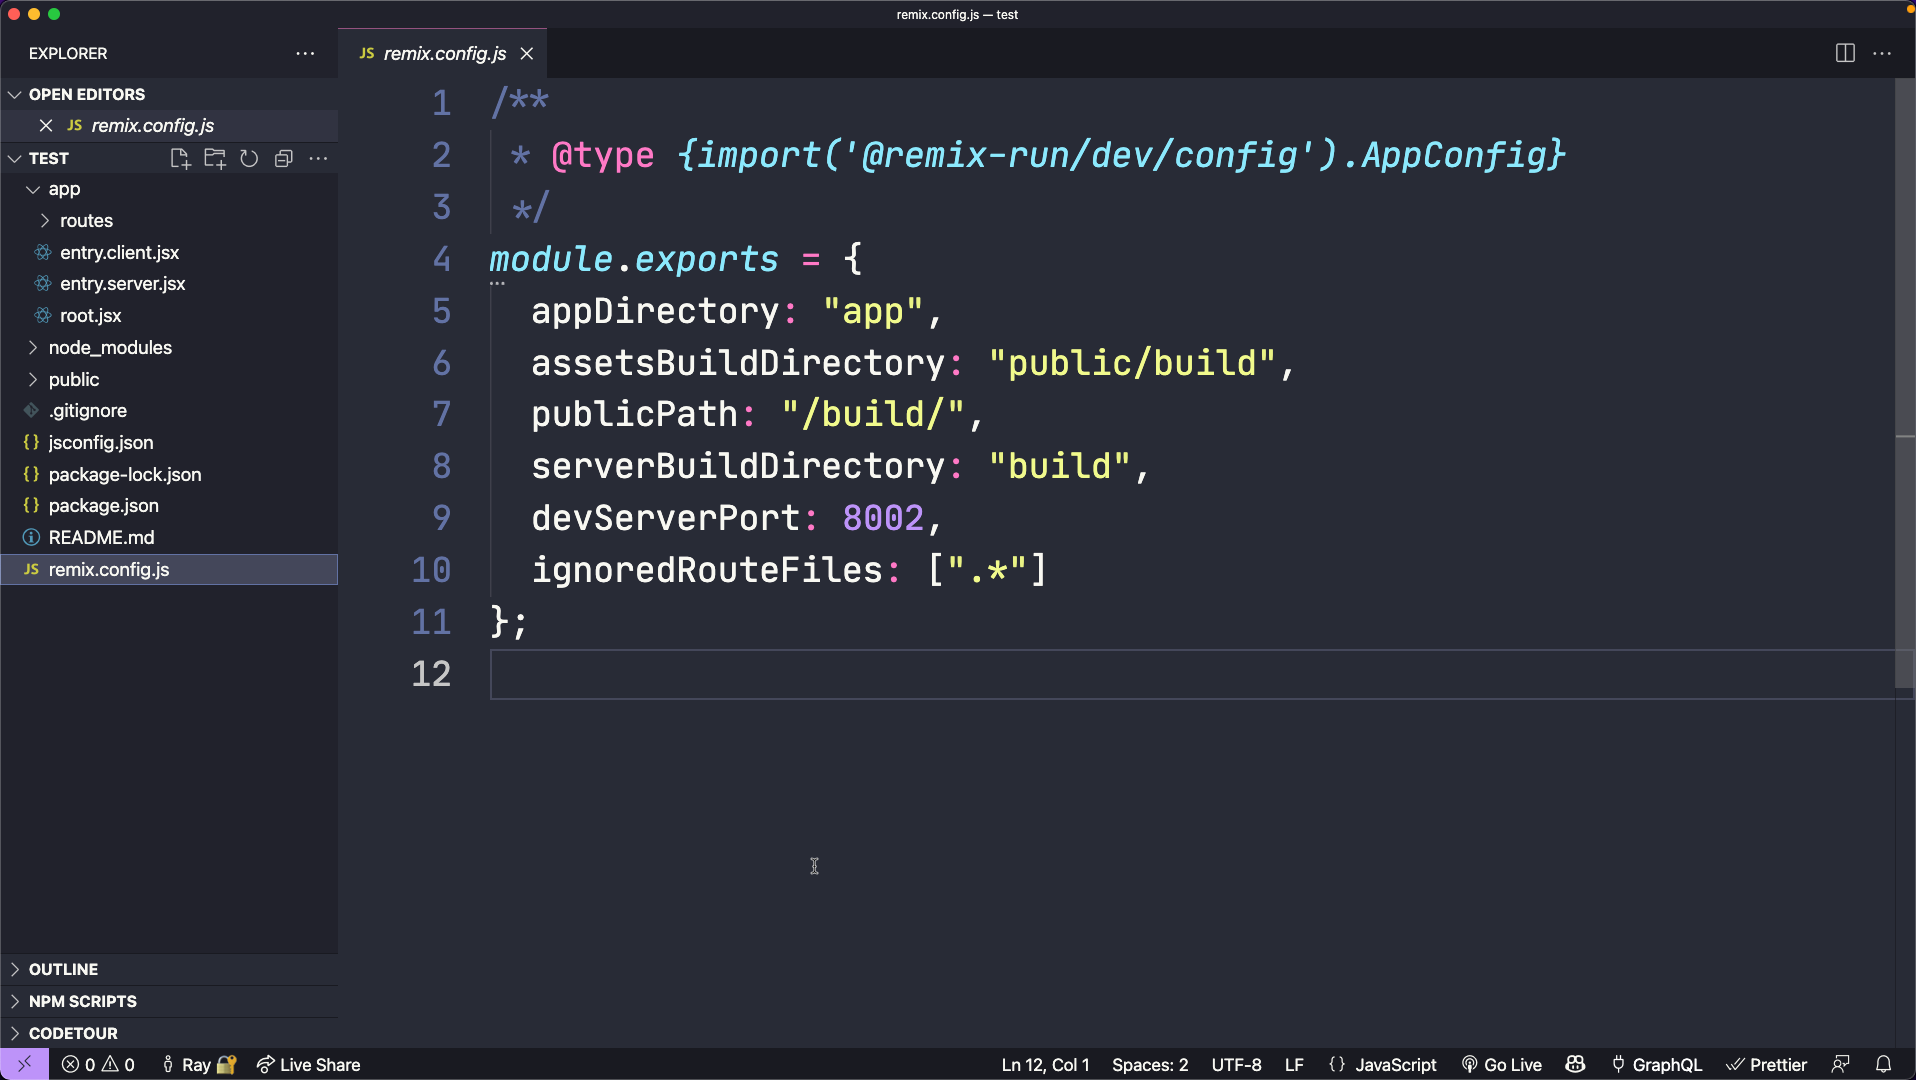 remix.config.js — test
EXPLORER
JS remix.config.js
OPEN EDITORS
JS remix.config.js
TEST
app
routes
entry.client.jsx
entry.server.jsx
root.jsx
node_modules
public
.gitignore
{} jsconfig.json
{} package-lock.json
{} package.json
README.md
JS remix.config.js
OUTLINE
NPM SCRIPTS
CODETOUR
1 /**
2  * @type {import('@remix-run/dev/config').AppConfig}
3  */
4 module.exports = {
5   appDirectory: "app",
6   assetsBuildDirectory: "public/build",
7   publicPath: "/build/",
8   serverBuildDirectory: "build",
9   devServerPort: 8002,
10   ignoredRouteFiles: [".*"]
11 };
12
0 0 Ray Live Share Ln 12, Col 1 Spaces: 2 UTF-8 LF {} JavaScript Go Live GraphQL Prettier